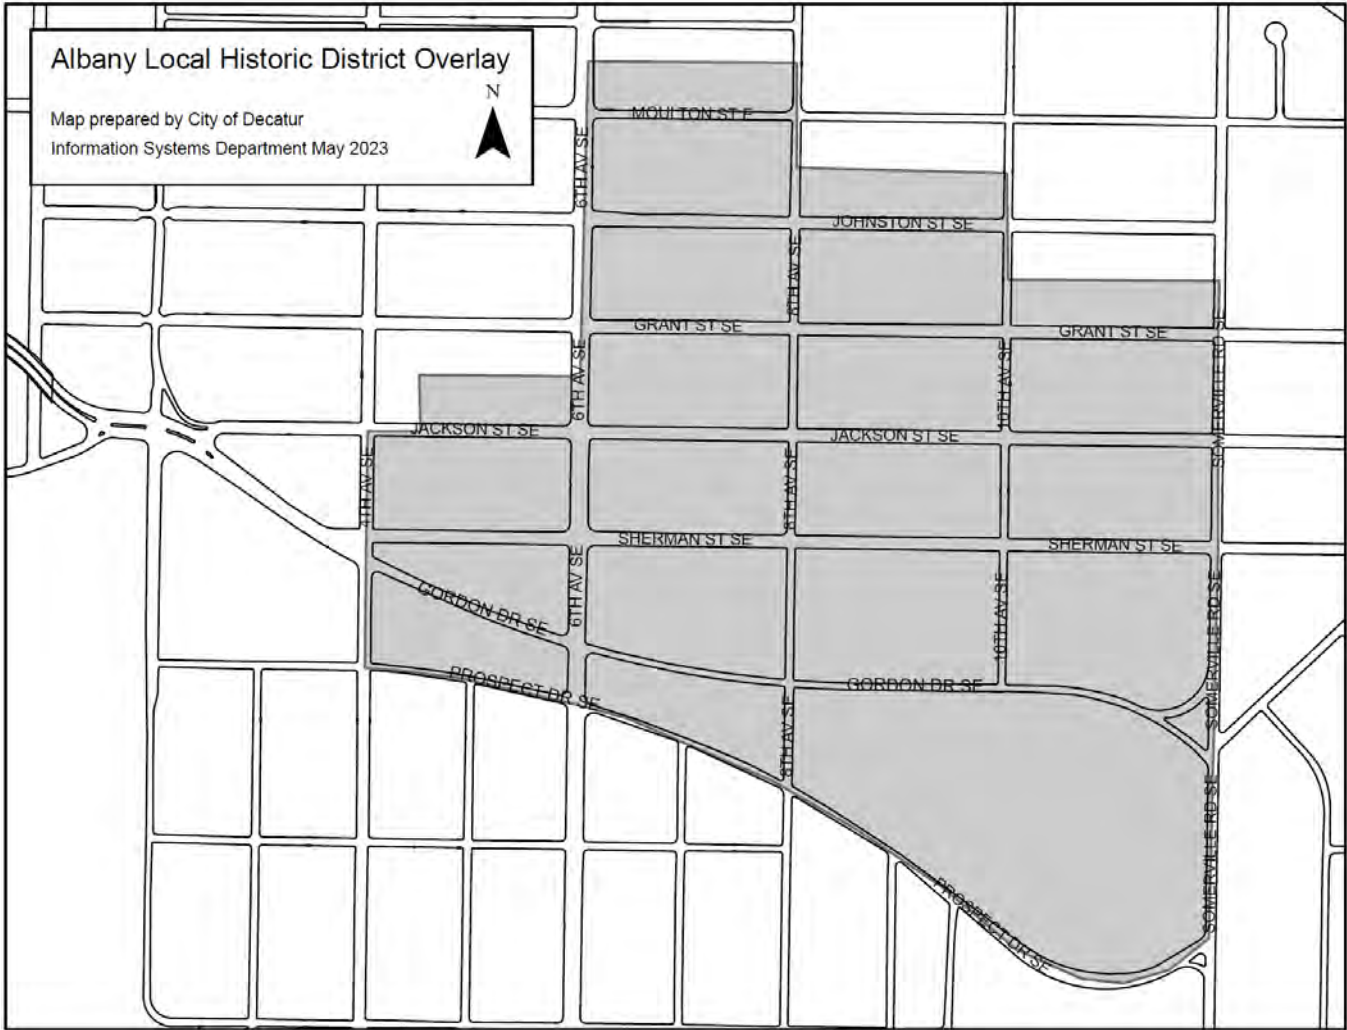 Albany Local Historic District Overlay
N
Map prepared by City of Decatur
Information Systems Department May 2023
MOULTON ST E
6TH AV SE
JOHNSTON ST SE
8TH AV SE
GRANT ST SE
GRANT ST SE
SOMERVILLE RD SE
6TH AV SE
10TH AV SE
JACKSON ST SE
JACKSON ST SE
4TH AV SE
8TH AV SE
SHERMAN ST SE
SHERMAN ST SE
6TH AV SE
10TH AV SE
SOMERVILLE RD SE
GORDON DR SE
GORDON DR SE
PROSPECT DR SE
8TH AV SE
SOMERVILLE RD SE
PROSPECT DR SE